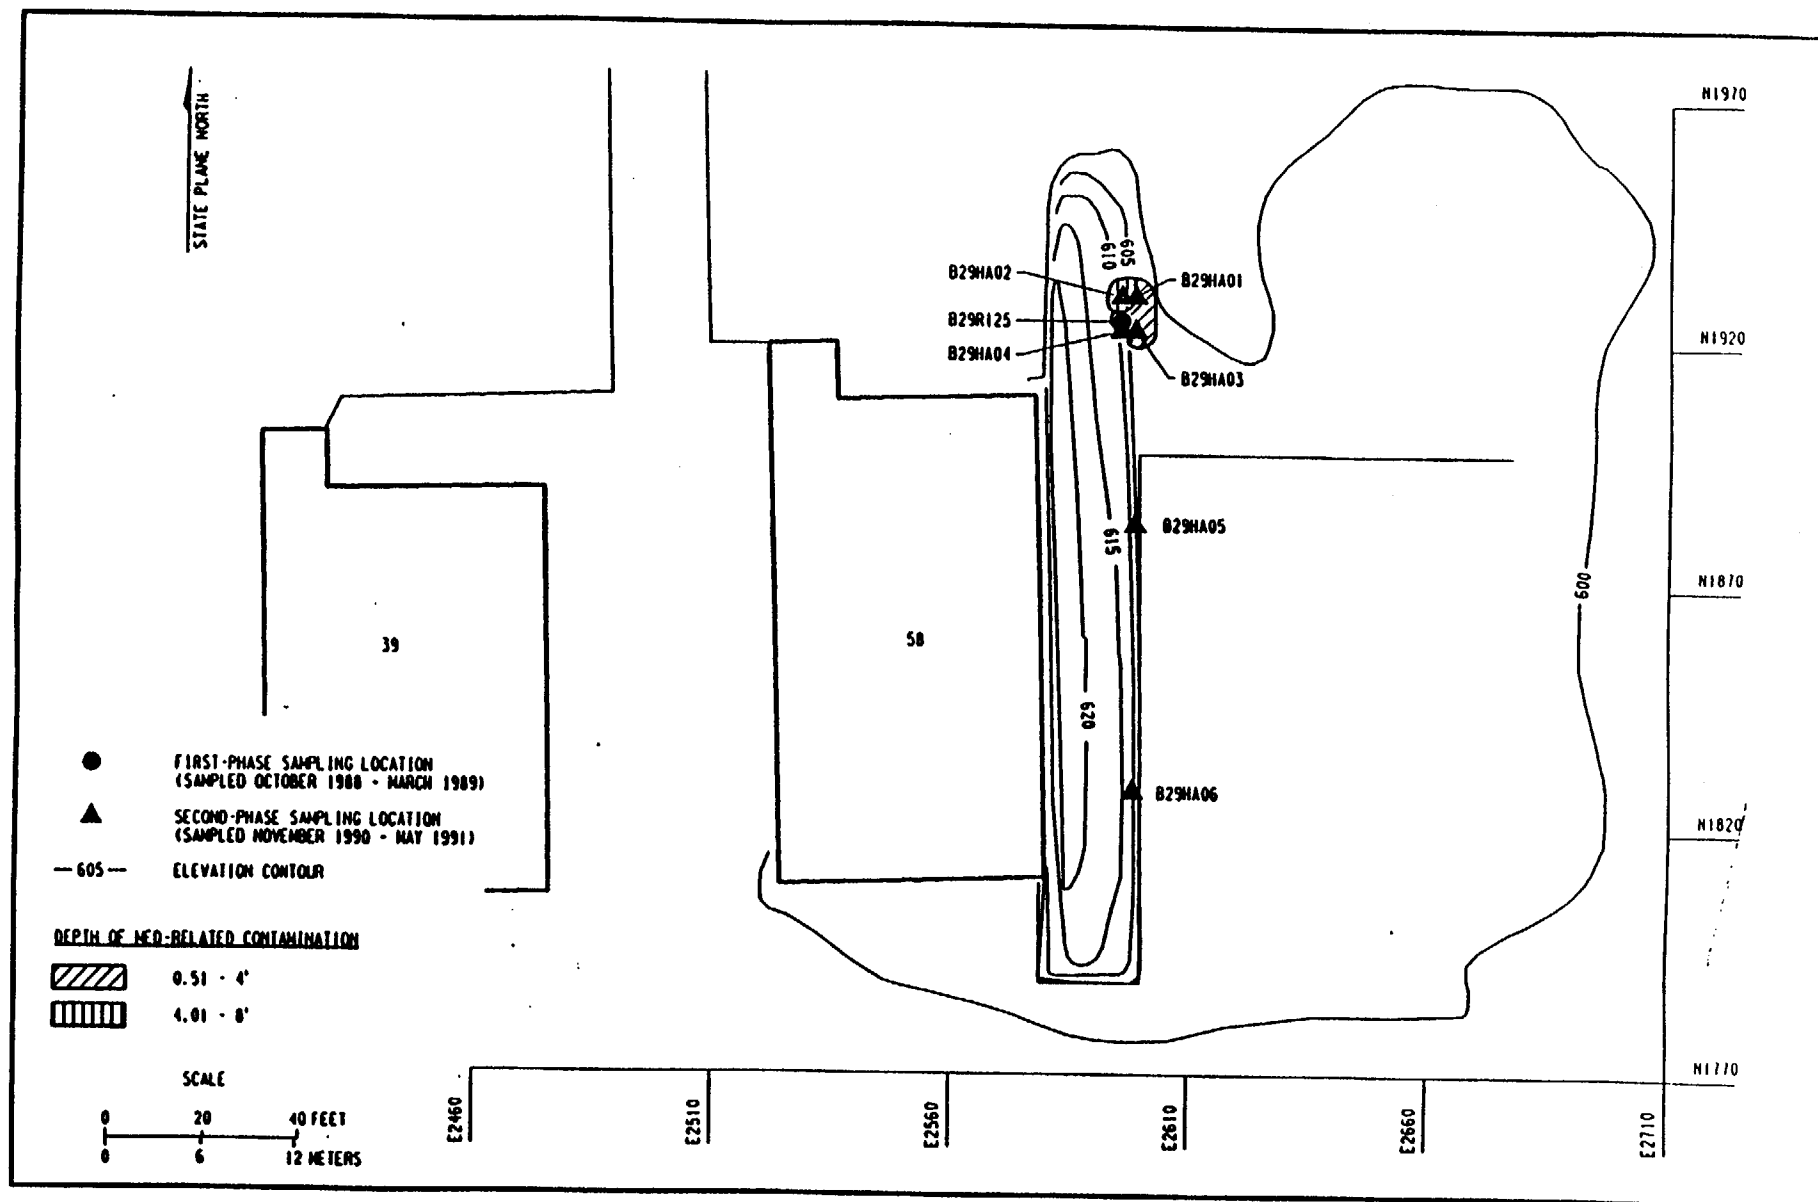 STATE PLANE NORTH
N1970
605
610
B29HA02
B29HA01
B29R125
N1920
B29HA04
B29HA03
B29HA05
615
N1870
600
39
58
620
FIRST-PHASE SAMPLING LOCATION
(SAMPLED OCTOBER 1988 - MARCH 1989)
B29HA06
SECOND-PHASE SAMPLING LOCATION
(SAMPLED NOVEMBER 1990 - MAY 1991)
N1820
— 605 — ELEVATION CONTOUR
DEPTH OF MED-RELATED CONTAMINATION
0.51 - 4'
4.01 - 8'
N1770
SCALE
0 20 40 FEET
0 6 12 METERS
E2460
E2510
E2560
E2610
E2660
E2710